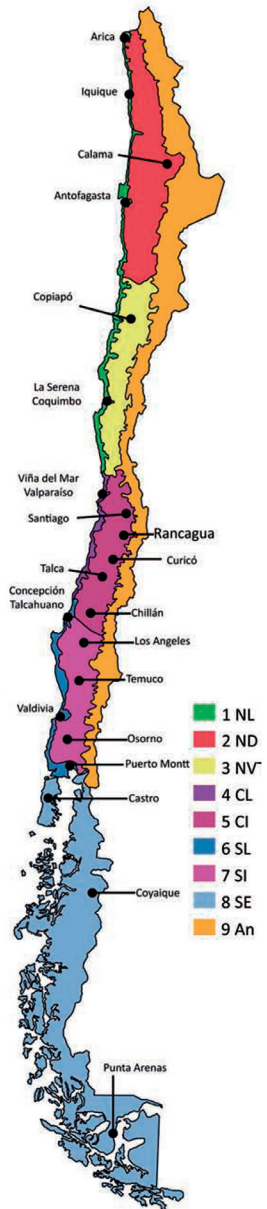 Arica
Iquique
Calama
Antofagasta
Copiapó
La Serena
Coquimbo
Viña del Mar
Valparaíso
Santiago
Rancagua
Curicó
Talca
Concepción
Talcahuano
Chillán
Los Angeles
Temuco
Valdivia
Osorno
Puerto Montt
Castro
Coyaique
Punta Arenas
1 NL
2 ND
3 NV-
4 CL
5 CI
6 SL
7 SI
8 SE
9 An